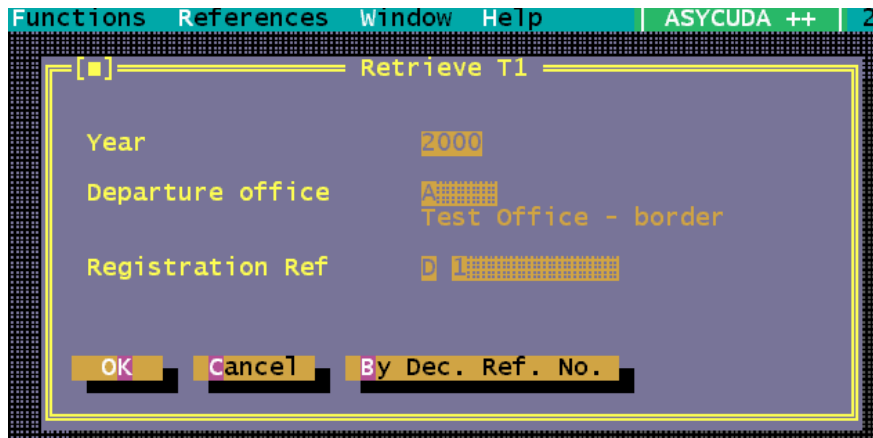 Functions References Window Help ASYCUDA ++ 2
Retrieve T1
Year 2000
Departure office A
Test Office - border
Registration Ref D 1
OK Cancel By Dec. Ref. No.